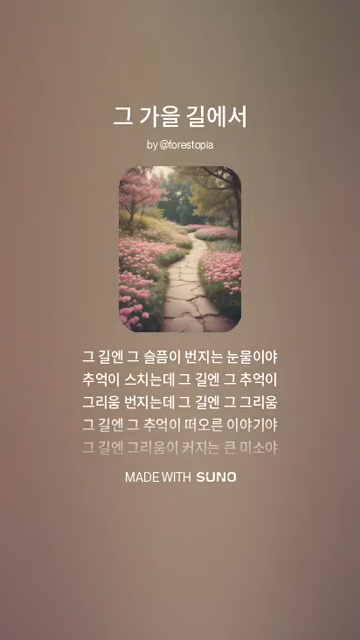 그 가을 길에서
by @forestopia
그 길엔 그 슬픔이 번지는 눈물이야
추억이 스치는데 그 길엔 그 추억이
그리움 번지는데 그 길엔 그 그리움
그 길엔 그 추억이 떠오른 이야기야
그 길엔 그리움이 커지는 큰 미소야
MADE WITH SUNO